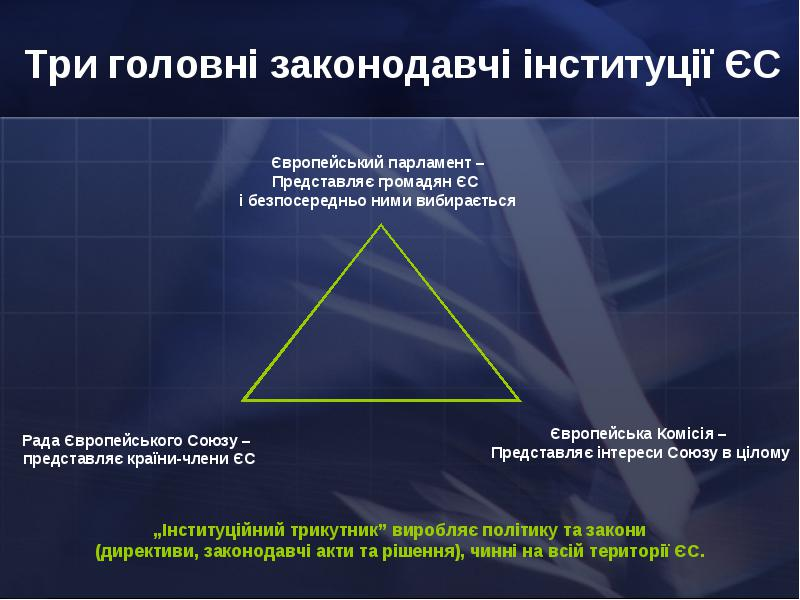 Три головні законодавчі інституції ЄС
Європейський парламент –
Представляє громадян ЄС
і безпосередньо ними вибирається
Рада Європейського Союзу –
представляє країни-члени ЄС
Європейська Комісія –
Представляє інтереси Союзу в цілому
„Інституційний трикутник” виробляє політику та закони
(директиви, законодавчі акти та рішення), чинні на всій території ЄС.